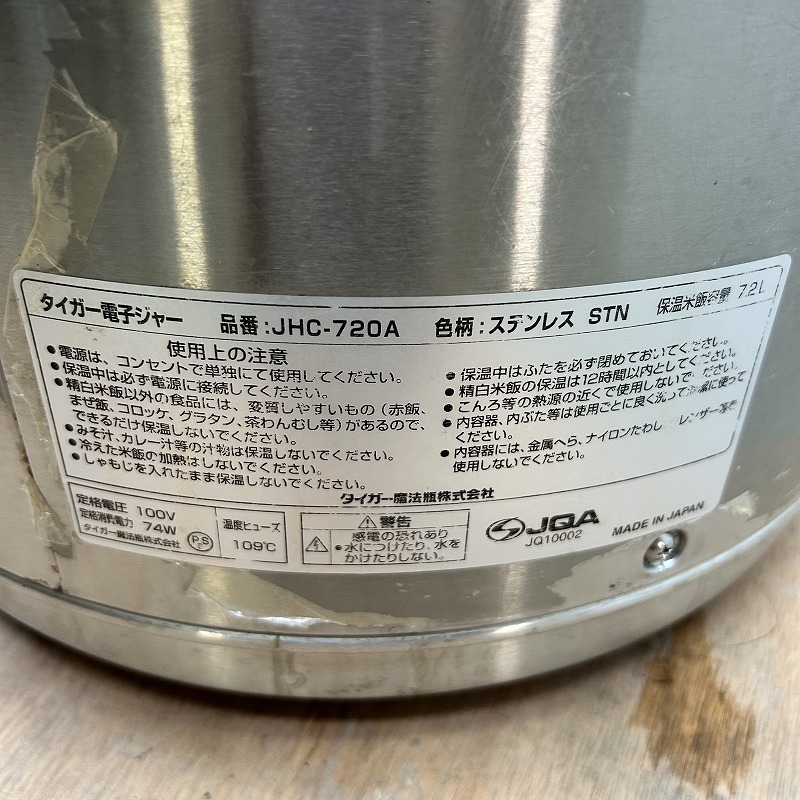 タイガー電子ジャー 品番:JHC-720A 色柄:ステンレス STN 保温米飯容量 7.2L
使用上の注意
●電源は、コンセントで単独にて使用してください。
●保温中は必ず電源に接続してください。
●精白米飯以外の食品には、変質しやすいもの(赤飯、
まぜ飯、コロッケ、グラタン、茶わんむし等)があるので、
できるだけ保温しないでください。
●みそ汁、カレー汁等の汁物は保温しないでください。
●冷えた米飯の加熱はしないでください。
●しゃもじを入れたまま保温しないでください。
●保温中はふたを必ず閉めておいてください。
●精白米飯の保温は12時間以内としてください。
●こんろ等の熱源の近くで使用しないでください。
●内容器、内ぶた等は使用ごとに良く洗って清潔に使って
ください。
●内容器には、金属へら、ナイロンたわし レンザー等を
使用しないでください。
タイガー魔法瓶株式会社
定格電圧 100V
定格消費電力 74W
タイガー魔法瓶株式会社
PS
E
温度ヒューズ
109℃
警告
感電の恐れあり
●水につけたり、水を
かけたりしない。
JQA
JQ10002
MADE IN JAPAN